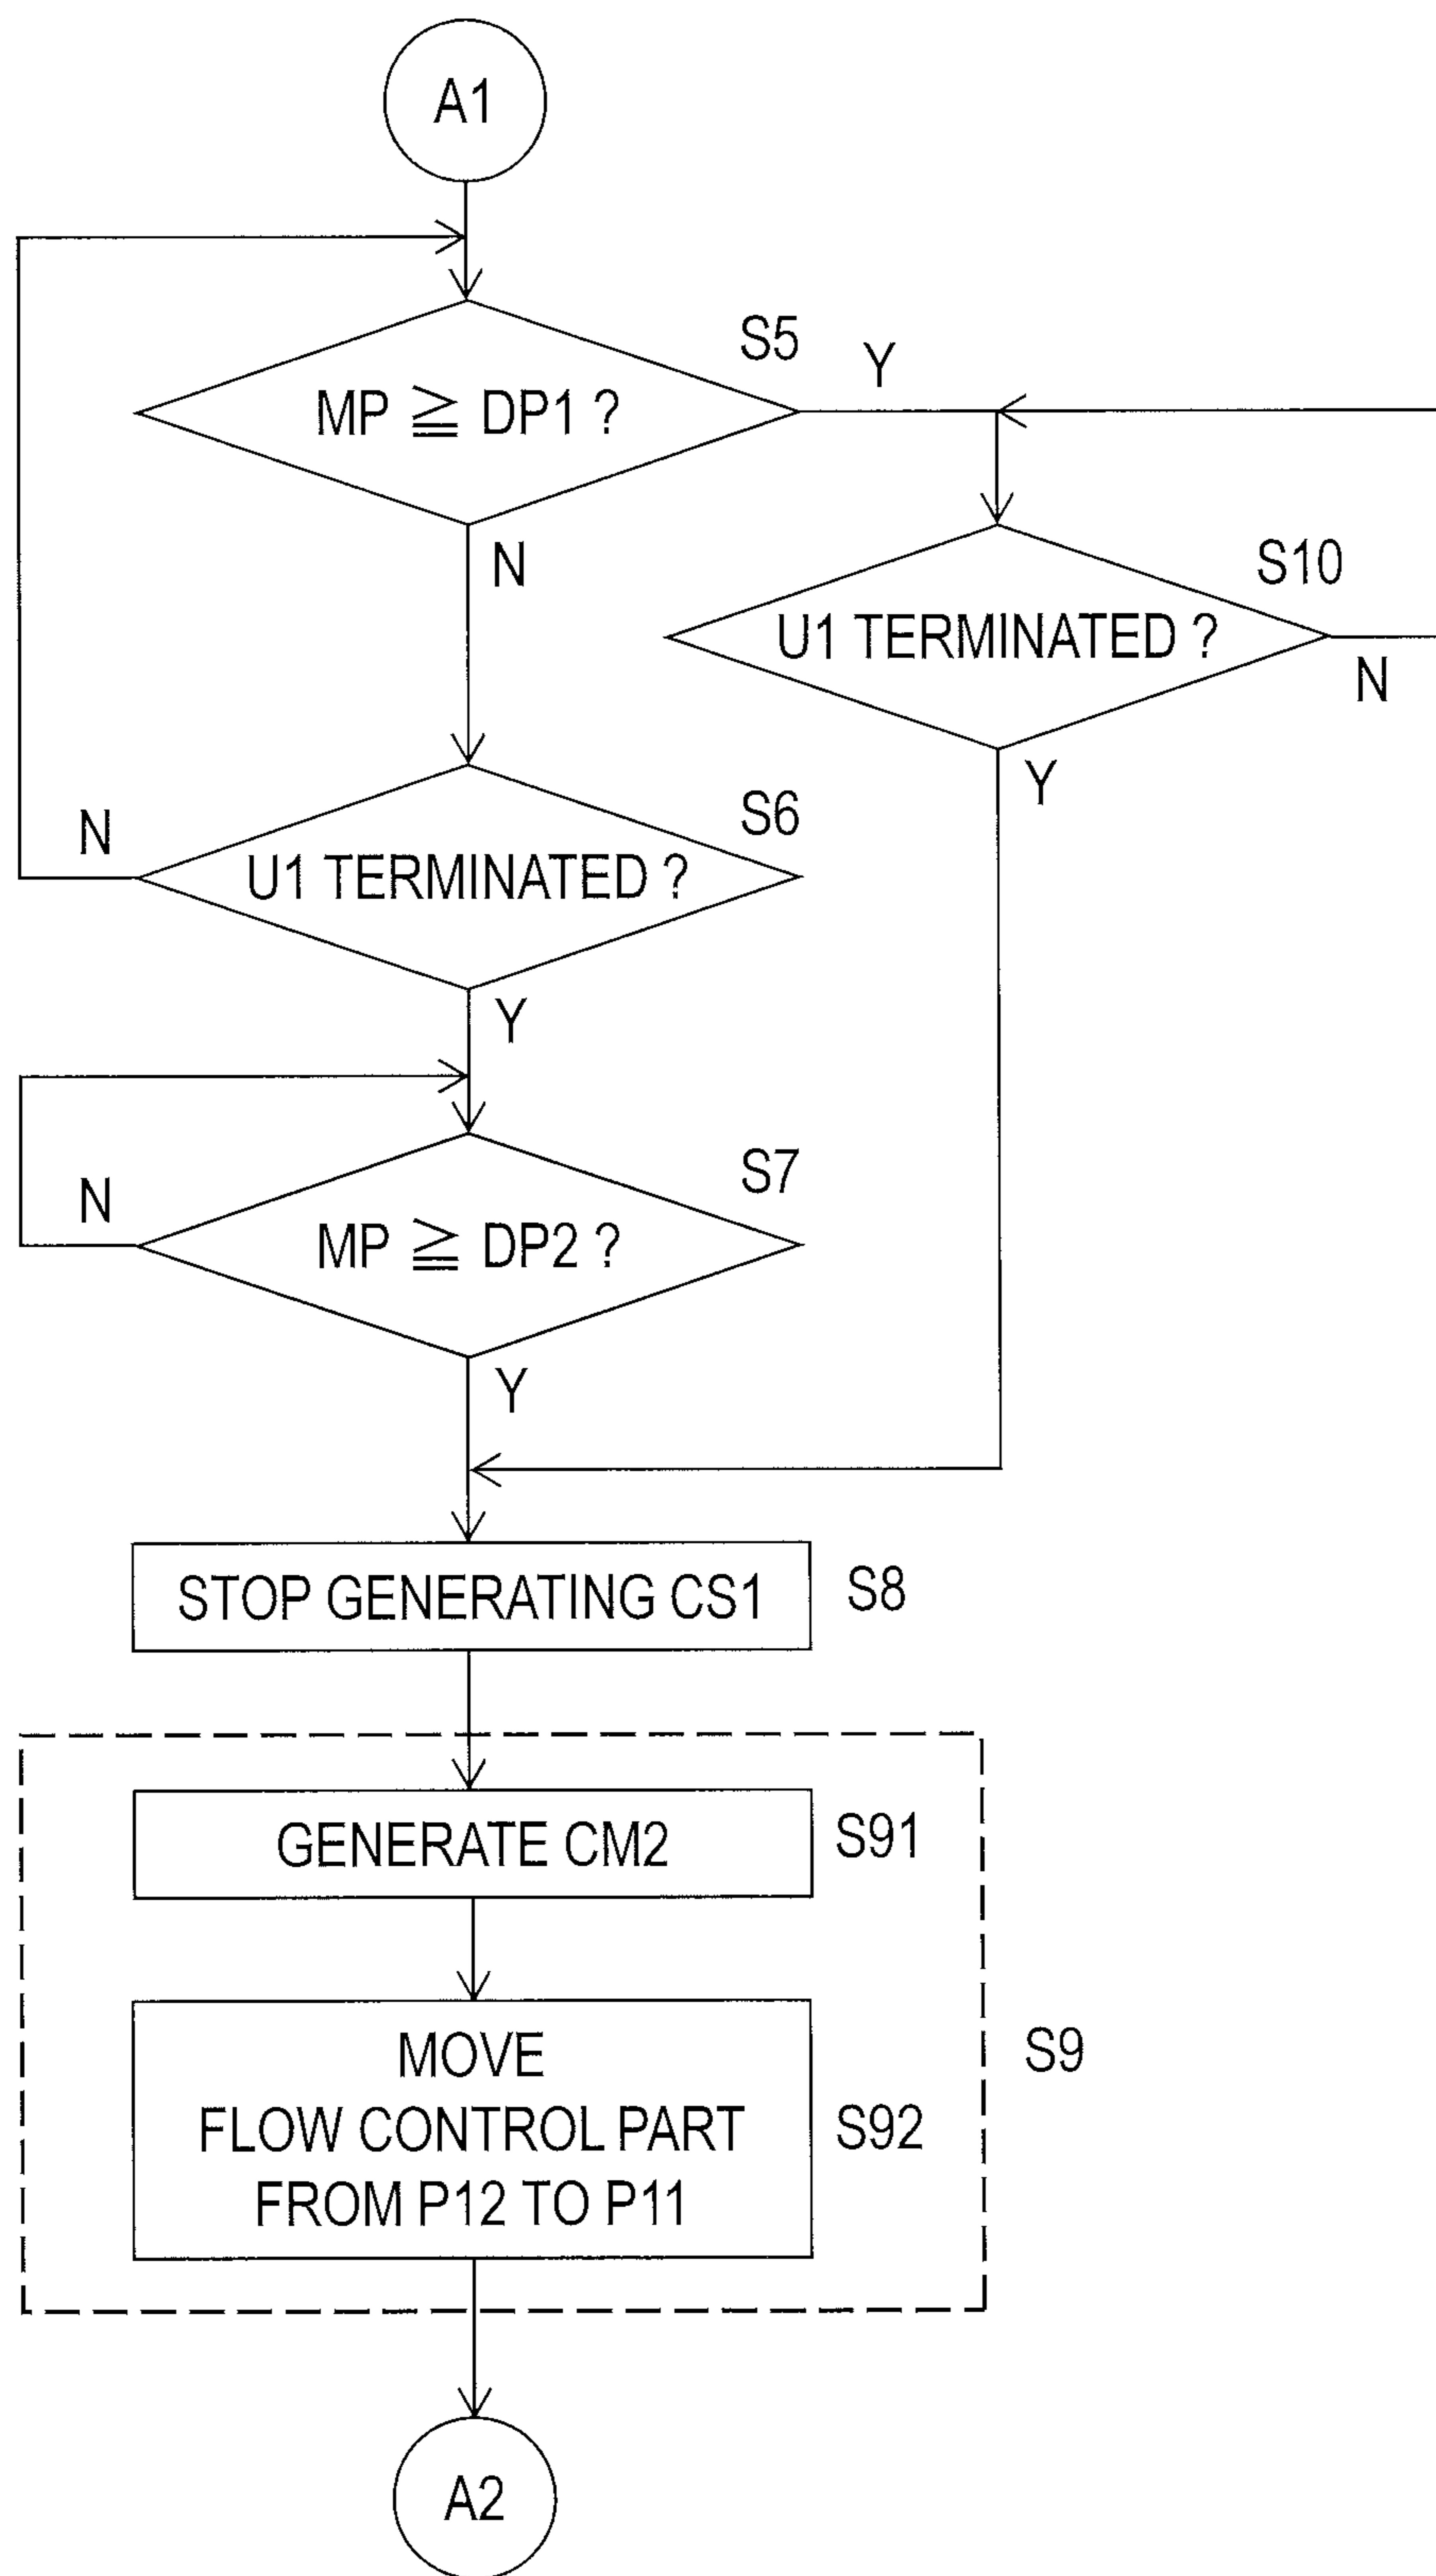 A1
S5
Y
MP ≧ DP1 ?
N
S10
U1 TERMINATED ?
N
Y
S6
N
U1 TERMINATED ?
Y
S7
N
MP ≧ DP2 ?
Y
STOP GENERATING CS1
S8
GENERATE CM2
S91
MOVE
FLOW CONTROL PART
FROM P12 TO P11
S92
S9
A2